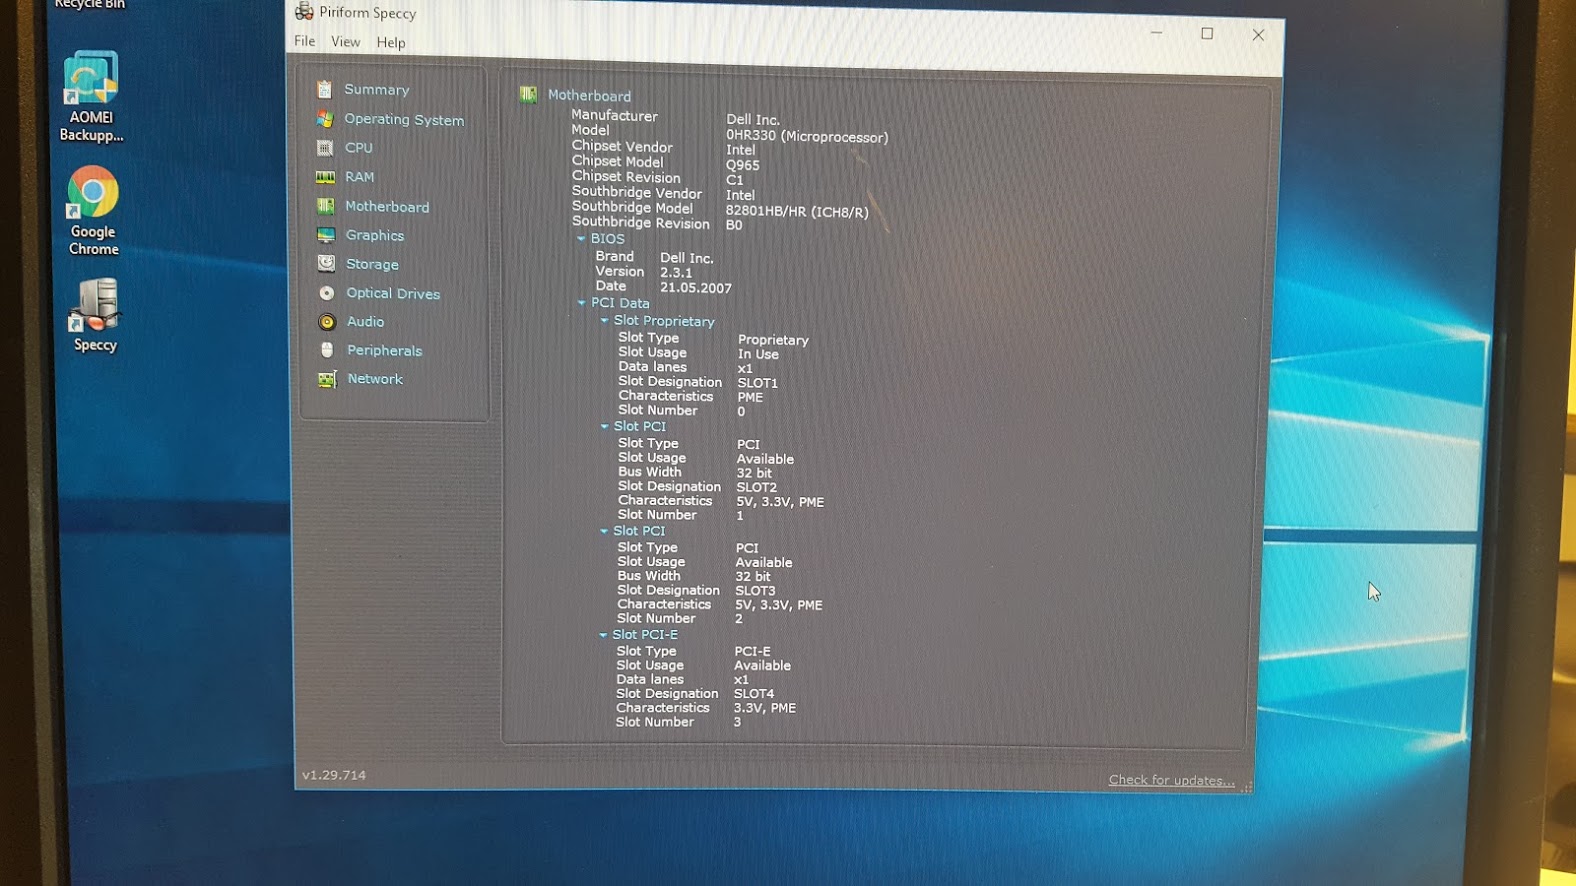 Recycle Bin
AOMEI
Backupp...
Google
Chrome
Speccy
Piriform Speccy
File View Help
Summary
Operating System
CPU
RAM
Motherboard
Graphics
Storage
Optical Drives
Audio
Peripherals
Network
Motherboard
Manufacturer Dell Inc.
Model 0HR330 (Microprocessor)
Chipset Vendor Intel
Chipset Model Q965
Chipset Revision C1
Southbridge Vendor Intel
Southbridge Model 82801HB/HR (ICH8/R)
Southbridge Revision B0
BIOS
Brand Dell Inc.
Version 2.3.1
Date 21.05.2007
PCI Data
Slot Proprietary
Slot Type Proprietary
Slot Usage In Use
Data lanes x1
Slot Designation SLOT1
Characteristics PME
Slot Number 0
Slot PCI
Slot Type PCI
Slot Usage Available
Bus Width 32 bit
Slot Designation SLOT2
Characteristics 5V, 3.3V, PME
Slot Number 1
Slot PCI
Slot Type PCI
Slot Usage Available
Bus Width 32 bit
Slot Designation SLOT3
Characteristics 5V, 3.3V, PME
Slot Number 2
Slot PCI-E
Slot Type PCI-E
Slot Usage Available
Data lanes x1
Slot Designation SLOT4
Characteristics 3.3V, PME
Slot Number 3
v1.29.714
Check for updates...